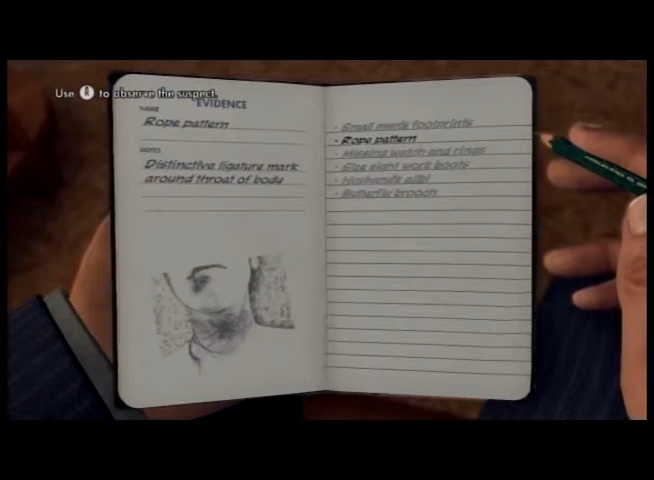 Use R to observe the suspect.
EVIDENCE
NAME
Rope pattern
NOTES
Distinctive ligature mark
around throat of body
- Small men's footprints
- Rope pattern
- Missing watch and rings
- Size eight work boots
- Husband's alibi
- Butterfly brooch